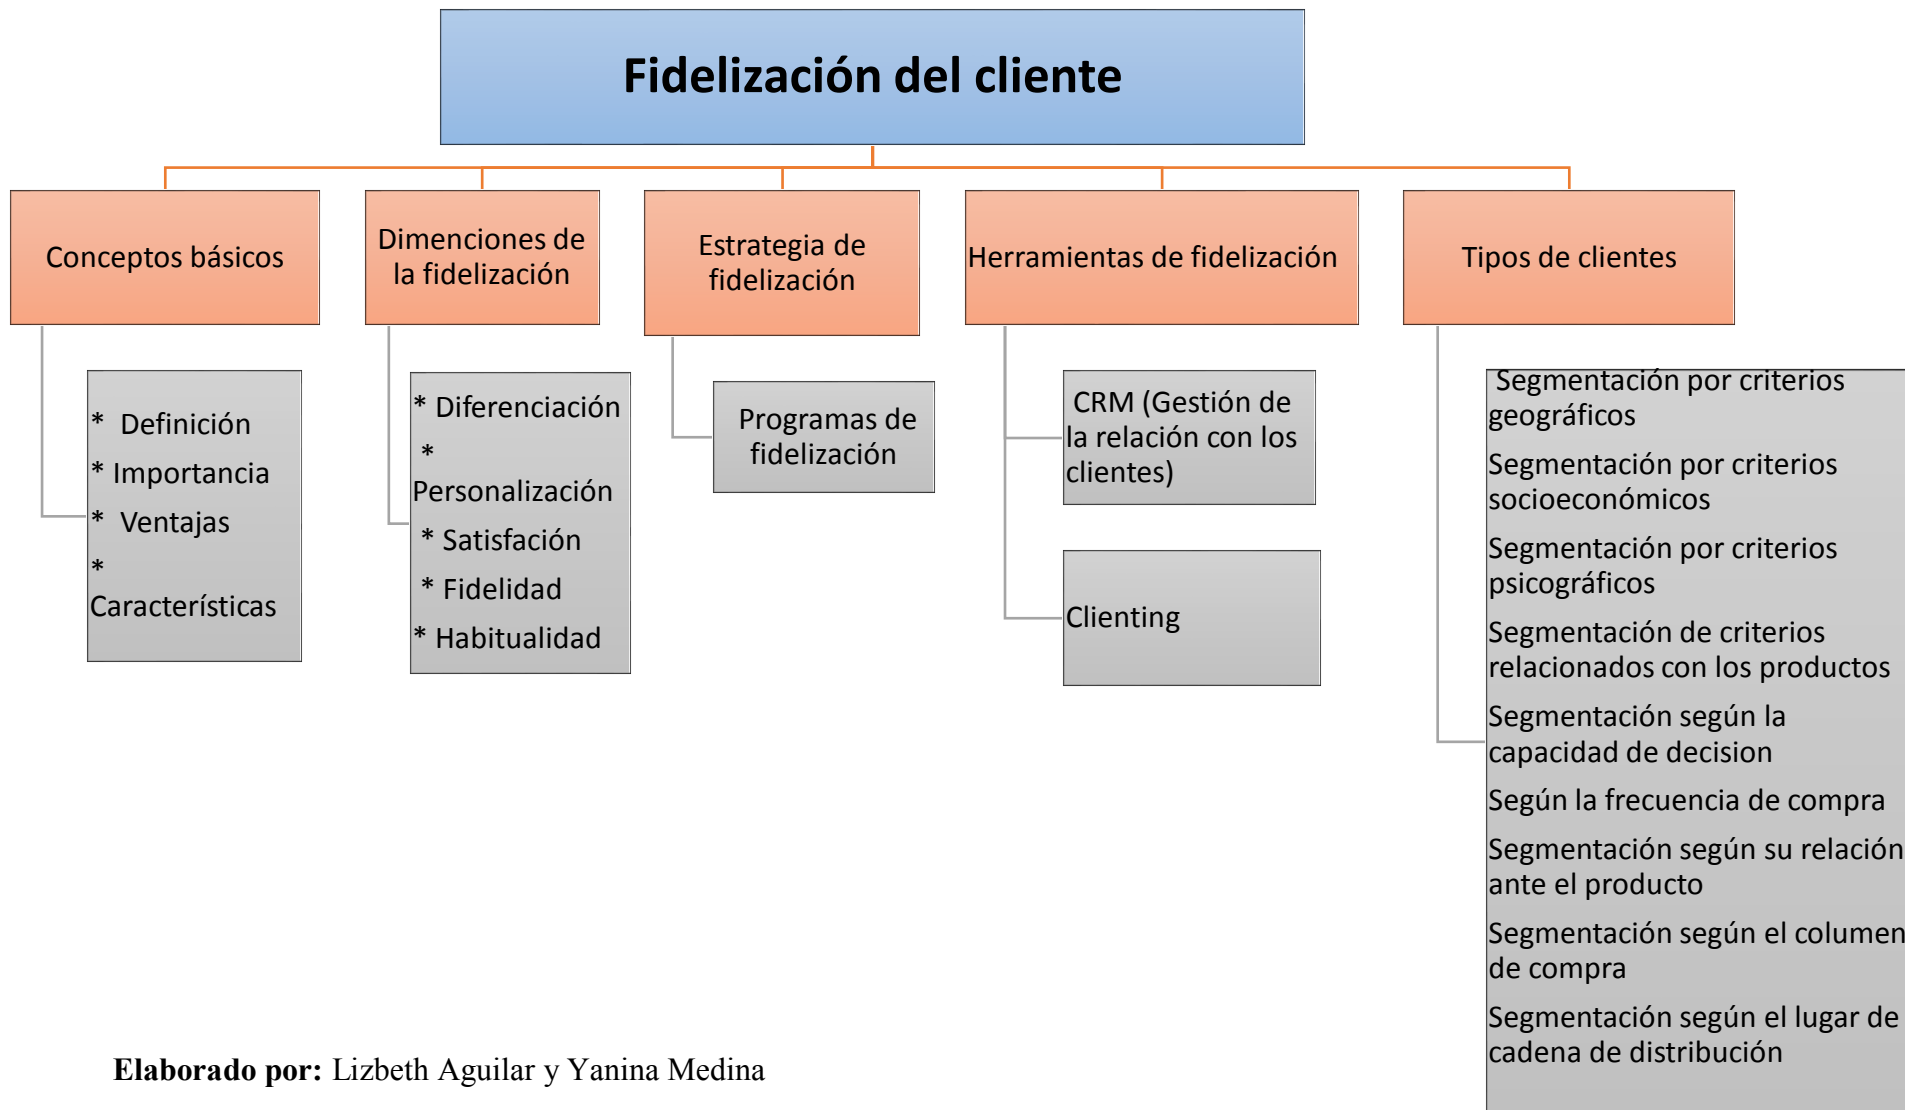 Fidelización del cliente
Conceptos básicos
* Definición
* Importancia
* Ventajas
*
Características
Dimenciones de
la fidelización
* Diferenciación
*
Personalización
* Satisfación
* Fidelidad
* Habitualidad
Estrategia de
fidelización
Programas de
fidelización
Herramientas de fidelización
CRM (Gestión de
la relación con los
clientes)
Clienting
Tipos de clientes
Segmentación por criterios
geográficos
Segmentación por criterios
socioeconómicos
Segmentación por criterios
psicográficos
Segmentación de criterios
relacionados con los productos
Segmentación según la
capacidad de decision
Según la frecuencia de compra
Segmentación según su relación
ante el producto
Segmentación según el columen
de compra
Segmentación según el lugar de
cadena de distribución
Elaborado por: Lizbeth Aguilar y Yanina Medina